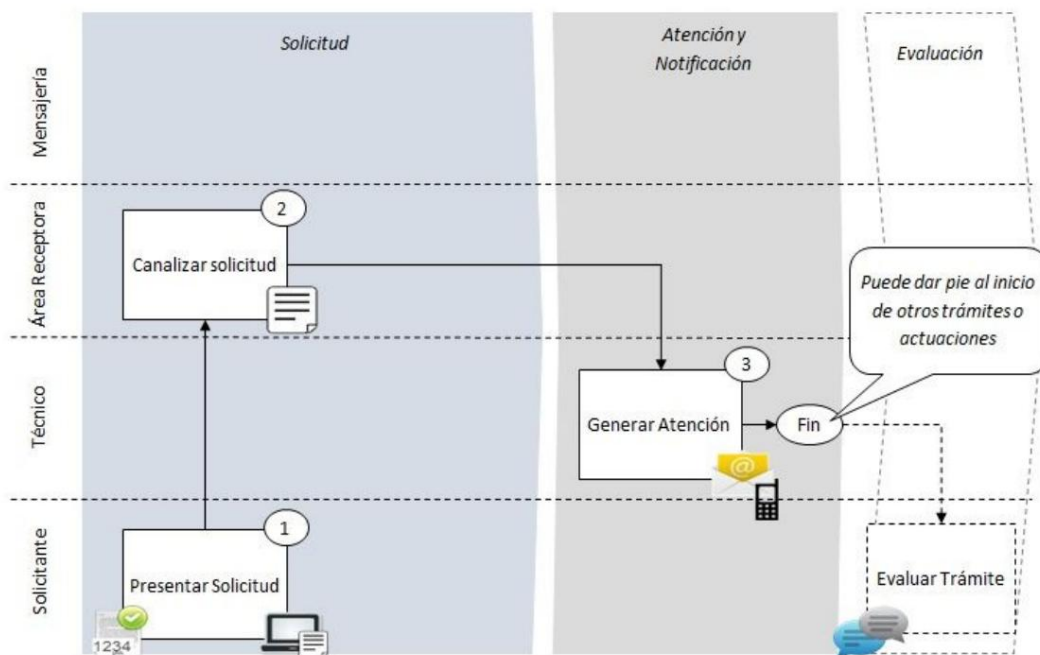 Solicitud
Atención y
Notificación
Evaluación
Mensajería
Área Receptora
2
Canalizar solicitud
Puede dar pie al inicio
de otros trámites o
actuaciones
Técnico
3
Generar Atención
Fin
@
Solicitante
1
Presentar Solicitud
Evaluar Trámite
1234